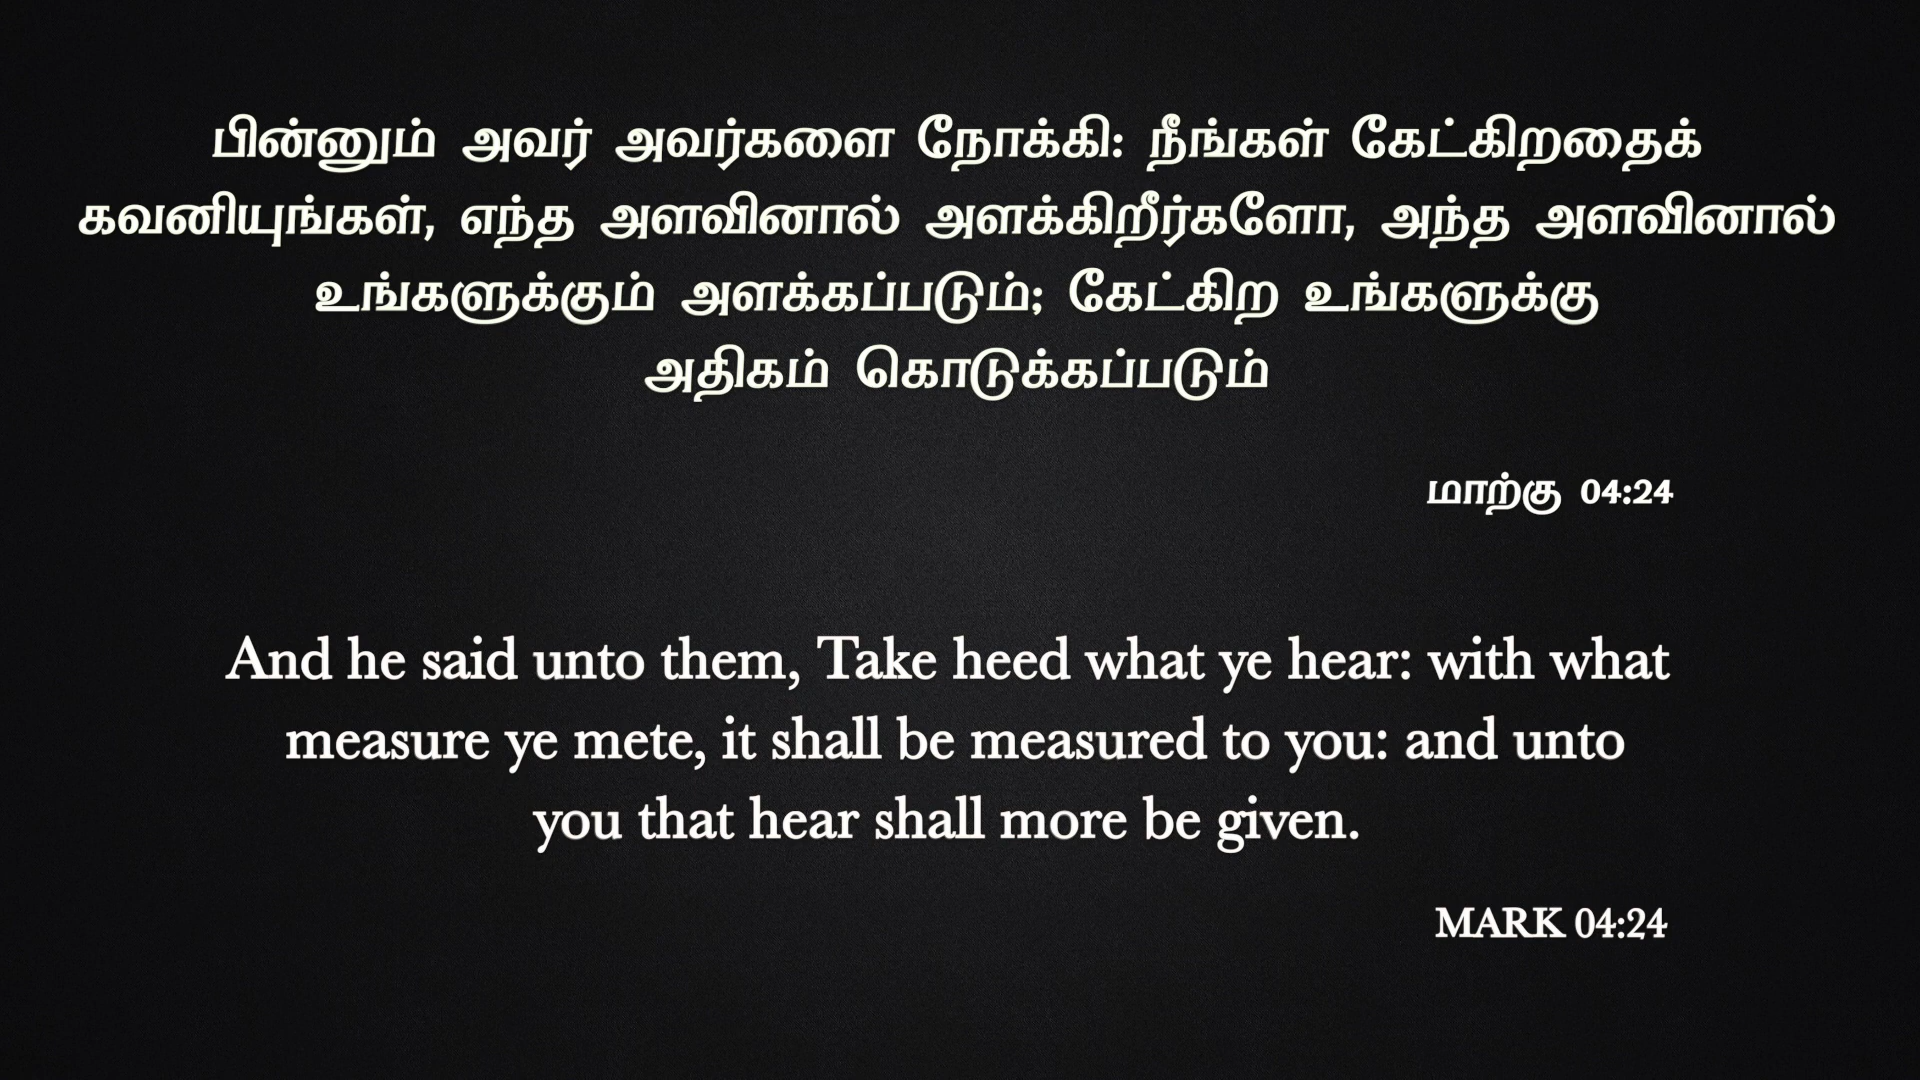 பின்னும் அவர் அவர்களை நோக்கி: நீங்கள் கேட்கிறதைக்
கவனியுங்கள், எந்த அளவினால் அளக்கிறீர்களோ, அந்த அளவினால்
உங்களுக்கும் அளக்கப்படும்; கேட்கிற உங்களுக்கு
அதிகம் கொடுக்கப்படும்
மாற்கு 04:24
And he said unto them, Take heed what ye hear: with what
measure ye mete, it shall be measured to you: and unto
you that hear shall more be given.
MARK 04:24